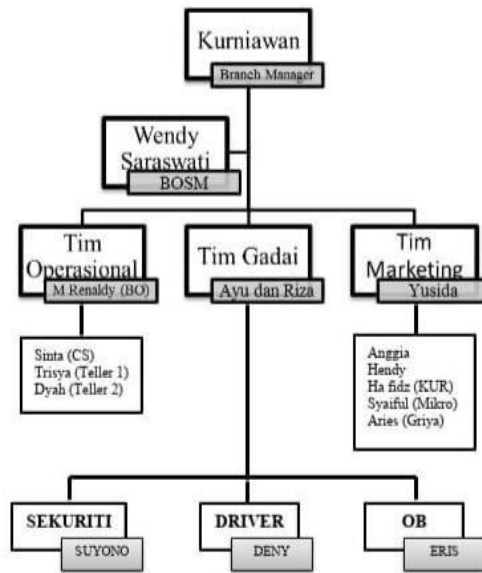 Kurniawan
Branch Manager
Wendy
Saraswati
BOSM
Tim
Operasional
M Renaldy (BO)
Tim Gadai
Ayu dan Riza
Tim
Marketing
Yusida
Sinta (CS)
Trisya (Teller 1)
Dyah (Teller 2)
Anggia
Hendy
Ha fidz (KUR)
Syaiful (Mikro)
Aries (Griya)
SEKURITI
SUYONO
DRIVER
DENY
OB
ERIS